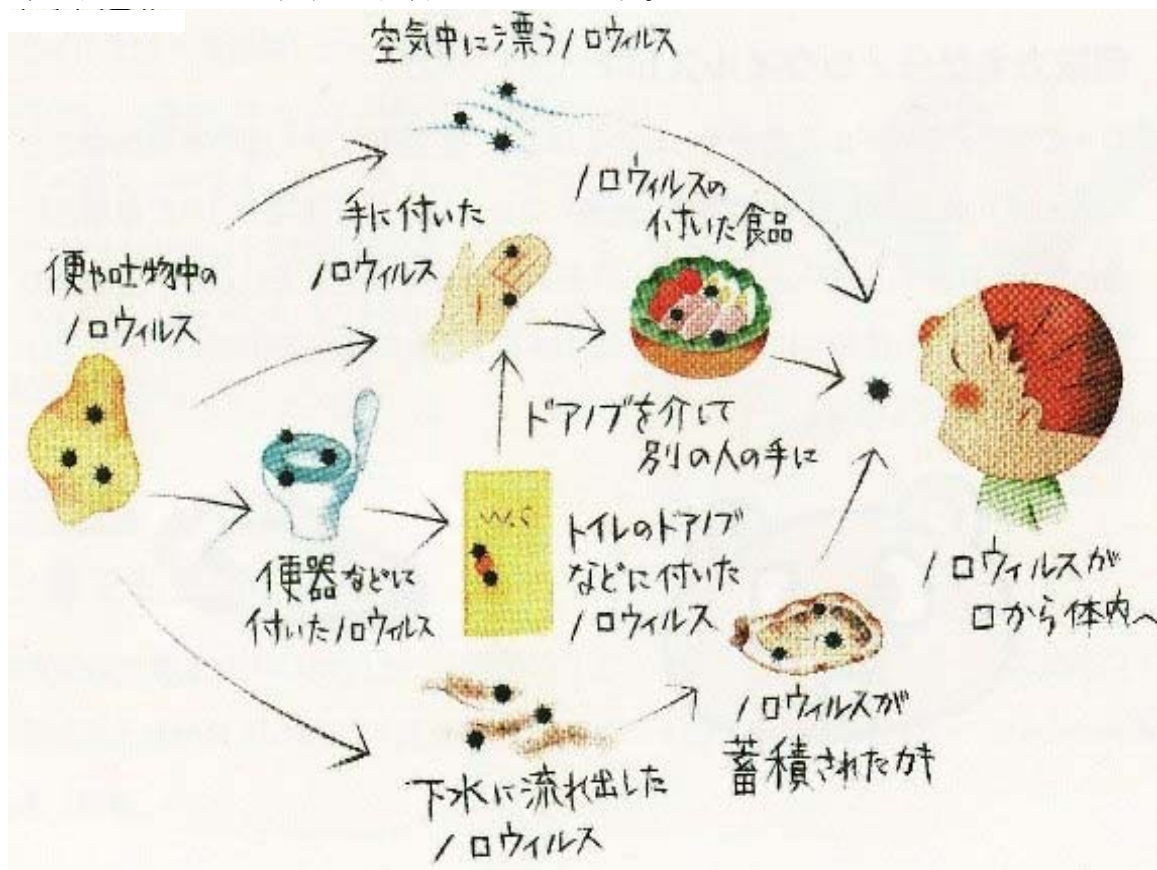 空気中に漂うノロウィルス
手に付いた
ノロウィルス
ノロウィルスの
付いた食品
便や吐物中の
ノロウィルス
ドアノブを介して
別の人の手に
W.C
便器などに
付いたノロウィルス
トイレのドアノブ
などに付いた
ノロウィルス
ノロウィルスが
口から体内へ
ノロウィルスが
蓄積されたカキ
下水に流れ出した
ノロウィルス